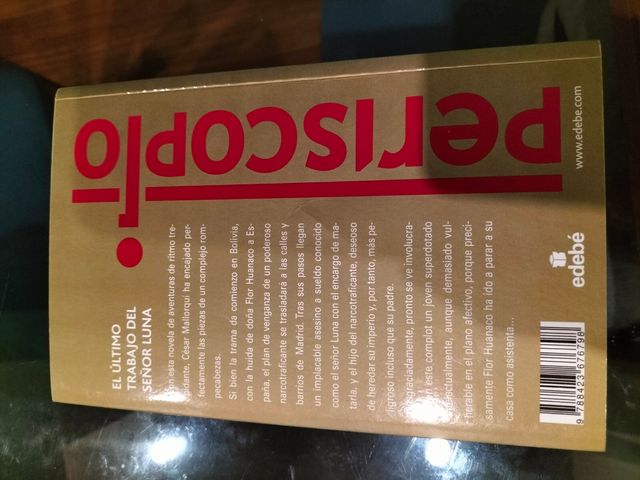 periscopio
EL ÚLTIMO
TRABAJO DEL
SEÑOR LUNA
En esta novela de aventuras de ritmo tre-
pidante, César Mallorquí ha encajado per-
fectamente las piezas de un complejo rom-
pecabezas.
Si bien la trama da comienzo en Bolivia,
con la huida de doña Flor Huanaco a Es-
paña, el plan de venganza de un poderoso
narcotraficante se trasladará a las calles y
barrios de Madrid. Tras sus pasos llegan
un implacable asesino a sueldo conocido
como el señor Luna con el encargo de ma-
tarla, y el hijo del narcotraficante, deseoso
de heredar su imperio y, por tanto, más pe-
ligroso incluso que su padre.
Desgraciadamente, pronto se ve involucra-
do en este complot un joven superdotado
intelectualmente, aunque demasiado vul-
nerable en el plano afectivo, porque preci-
samente Flor Huanaco ha ido a parar a su
casa como asistenta...
9 788423 676798
edebé
www.edebe.com